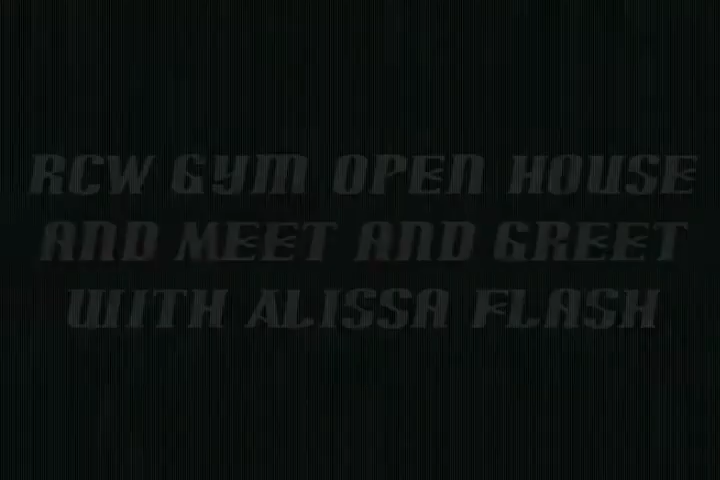 RCW GYM OPEN HOUSE
AND MEET AND GREET
WITH ALISSA FLASH